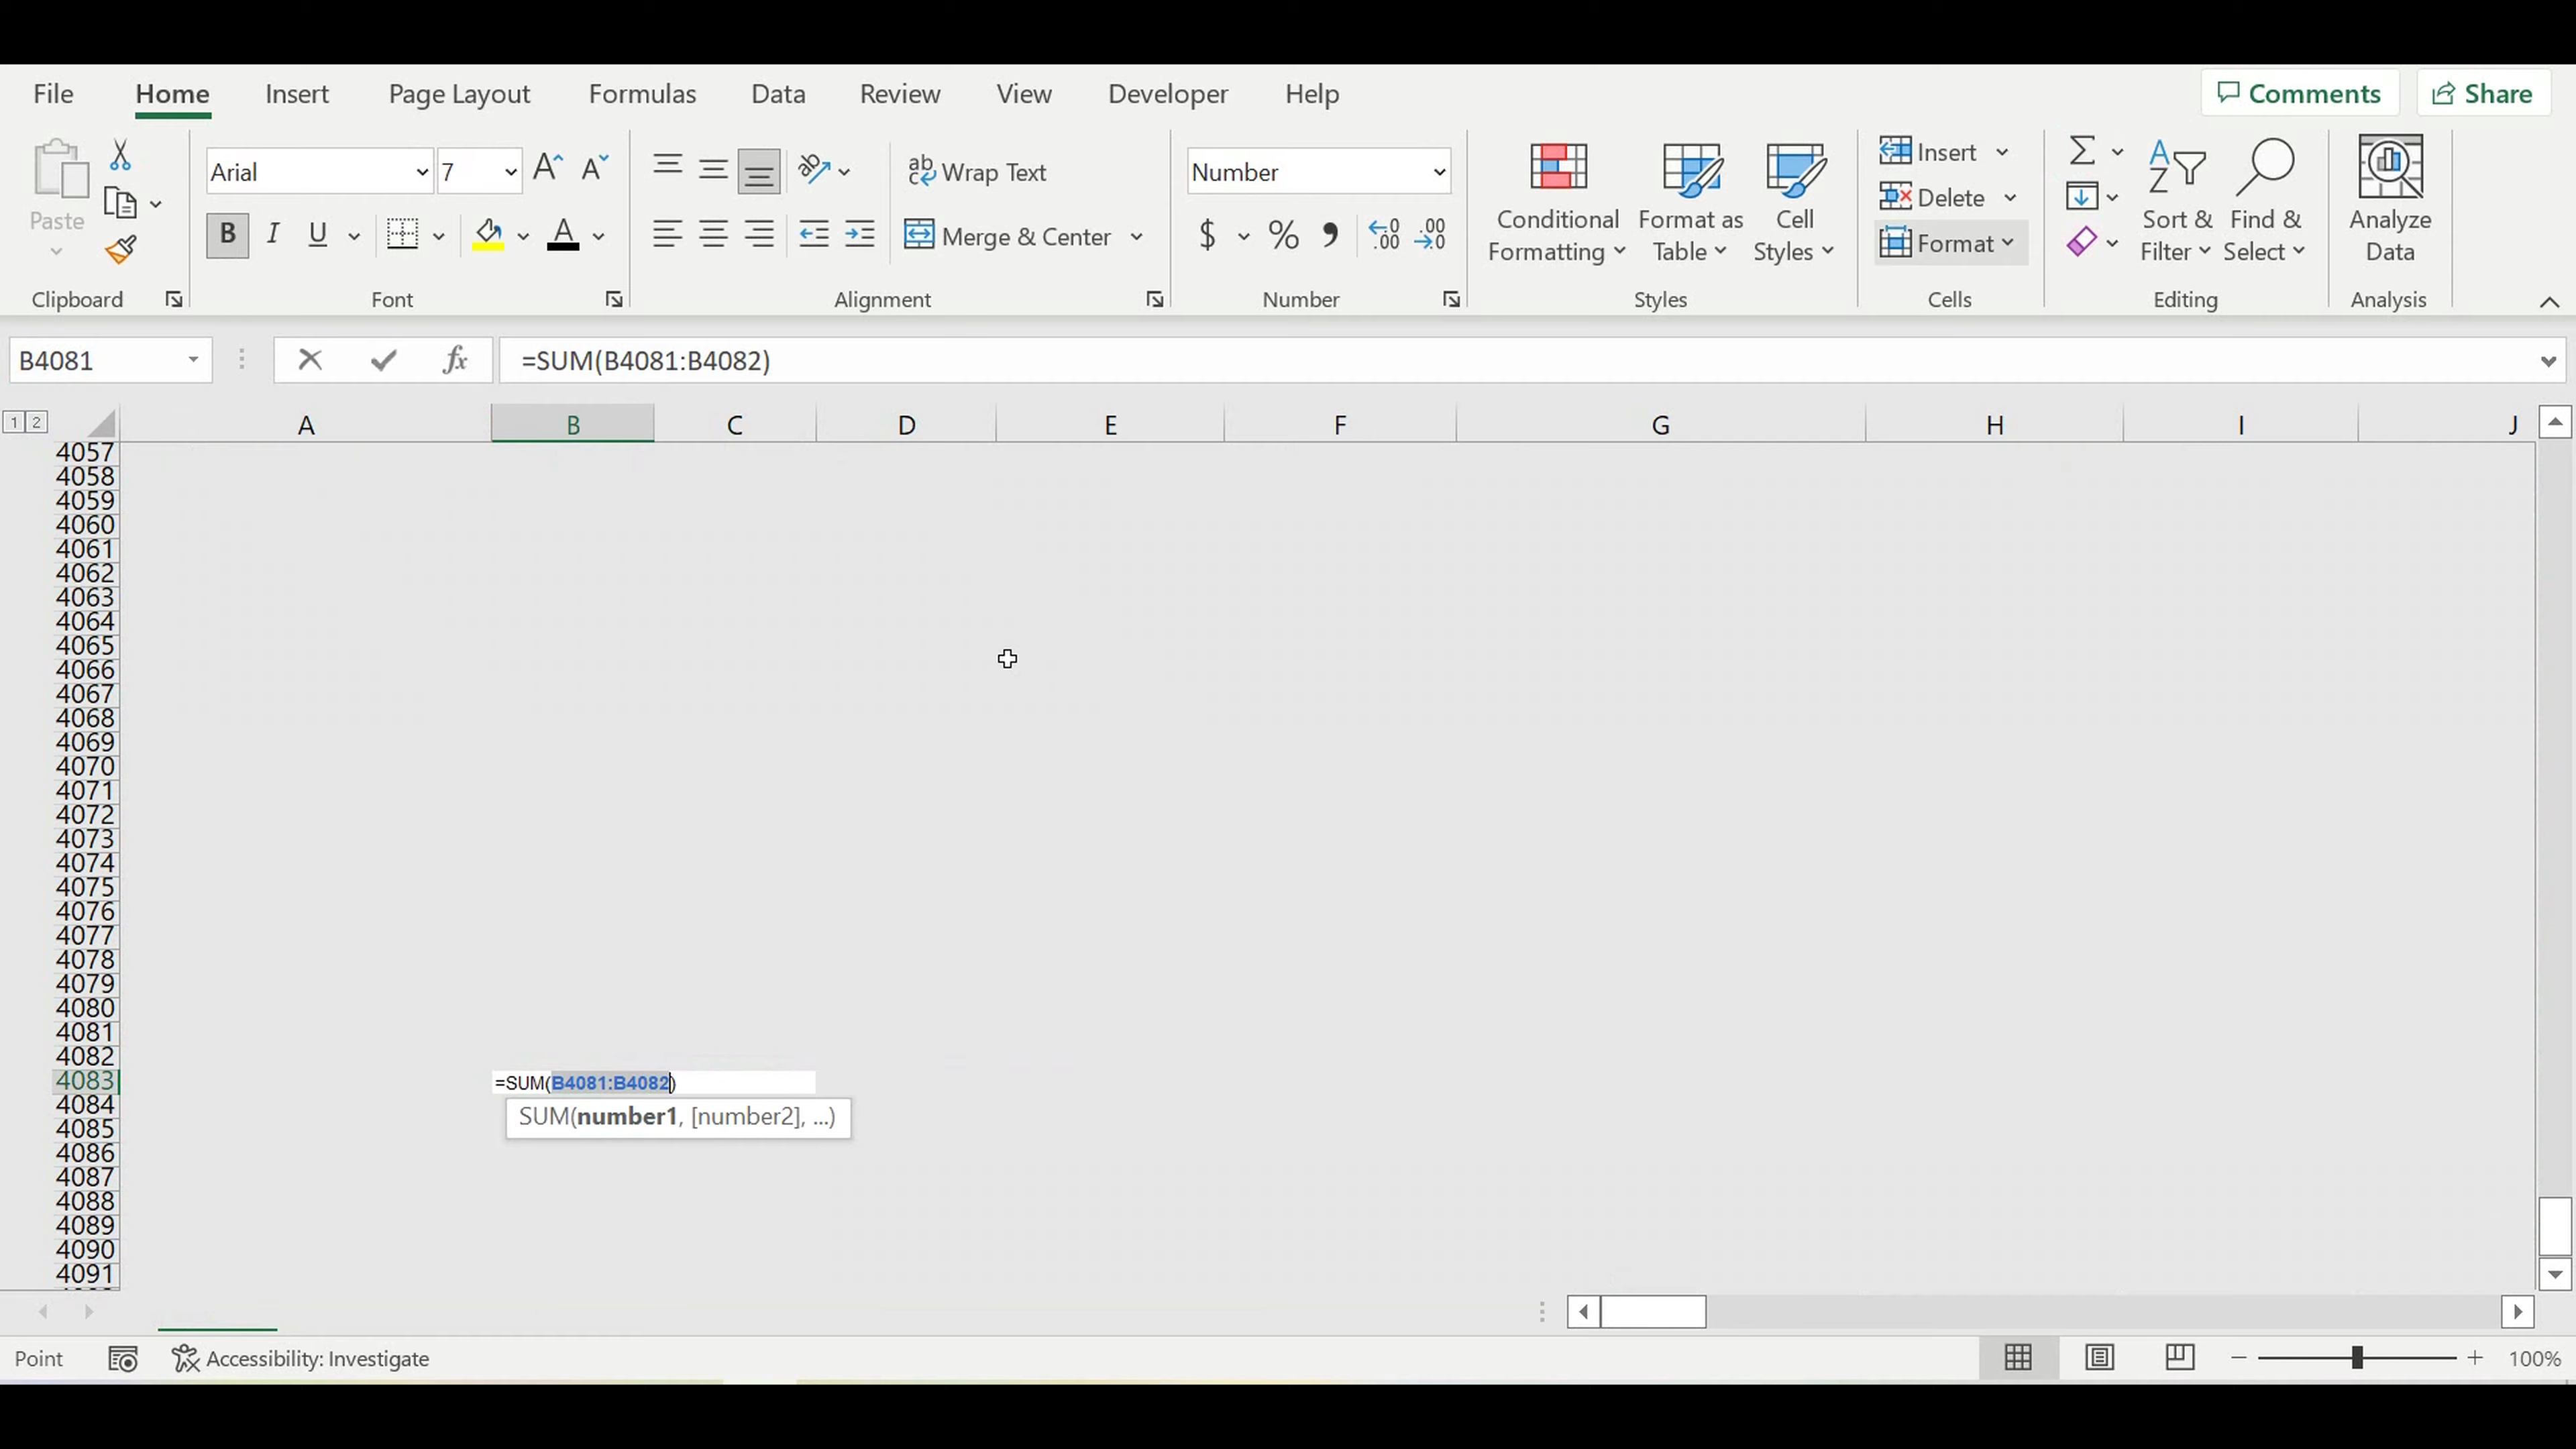 File Home Insert Page Layout Formulas Data Review View Developer Help Comments Share
Paste
Clipboard
Arial 7
B I U
Font
Wrap Text
Merge & Center
Alignment
Number
$ % , .00 .00
Number
Conditional Formatting
Format as Table
Cell Styles
Styles
Insert
Delete
Format
Cells
Sort & Filter
Find & Select
Editing
Analyze Data
Analysis
B4081 fx =SUM(B4081:B4082)
1 2 A B C D E F G H I J
4057
4058
4059
4060
4061
4062
4063
4064
4065
4066
4067
4068
4069
4070
4071
4072
4073
4074
4075
4076
4077
4078
4079
4080
4081
4082
4083 =SUM(B4081:B4082)
4084 SUM(number1, [number2], ...)
4085
4086
4087
4088
4089
4090
4091
Point Accessibility: Investigate 100%